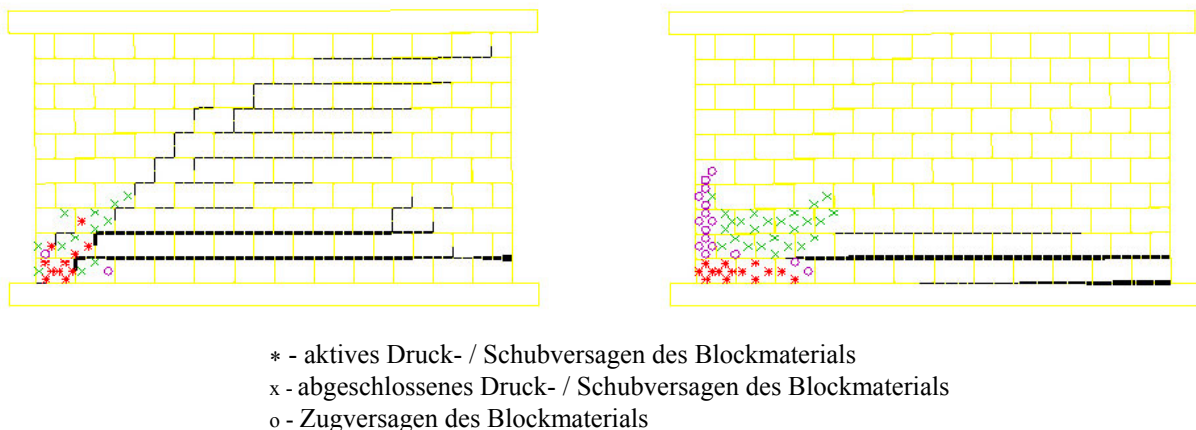 * - aktives Druck- / Schubversagen des Blockmaterials
x - abgeschlossenes Druck- / Schubversagen des Blockmaterials
o - Zugversagen des Blockmaterials